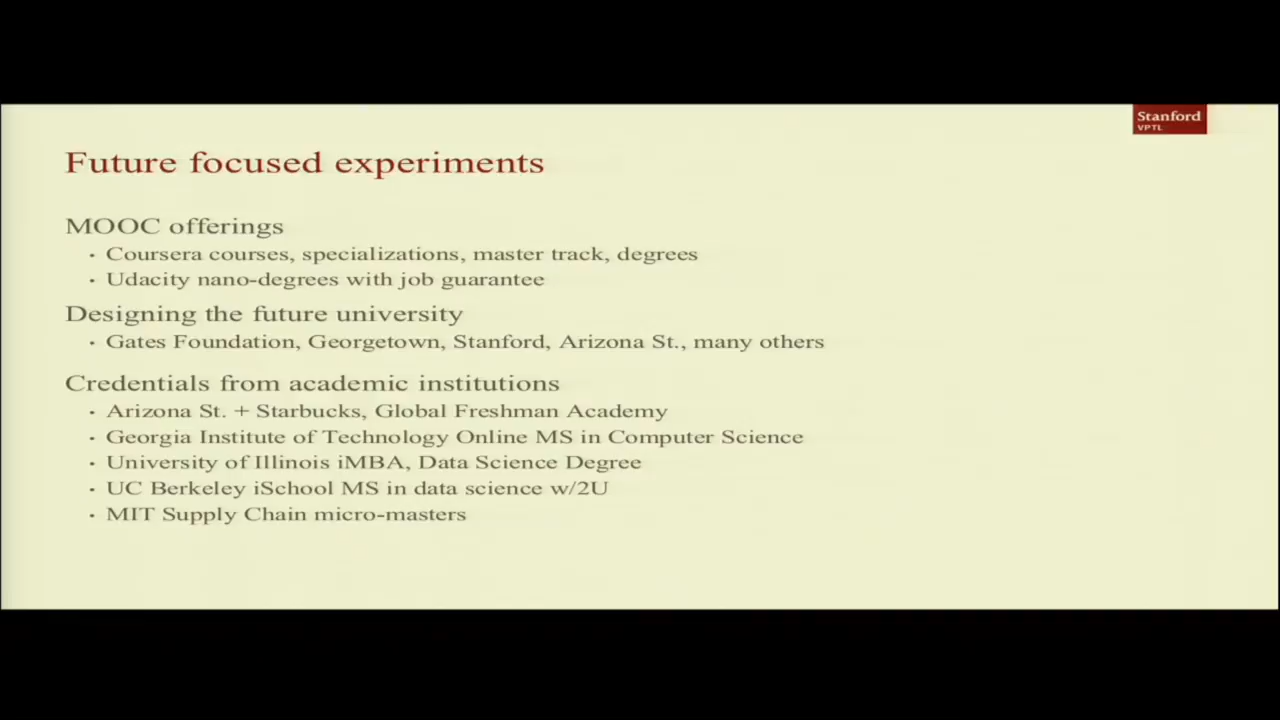 Stanford
VPTL
Future focused experiments
MOOC offerings
• Coursera courses, specializations, master track, degrees
• Udacity nano-degrees with job guarantee
Designing the future university
• Gates Foundation, Georgetown, Stanford, Arizona St., many others
Credentials from academic institutions
• Arizona St. + Starbucks, Global Freshman Academy
• Georgia Institute of Technology Online MS in Computer Science
• University of Illinois iMBA, Data Science Degree
• UC Berkeley iSchool MS in data science w/2U
• MIT Supply Chain micro-masters